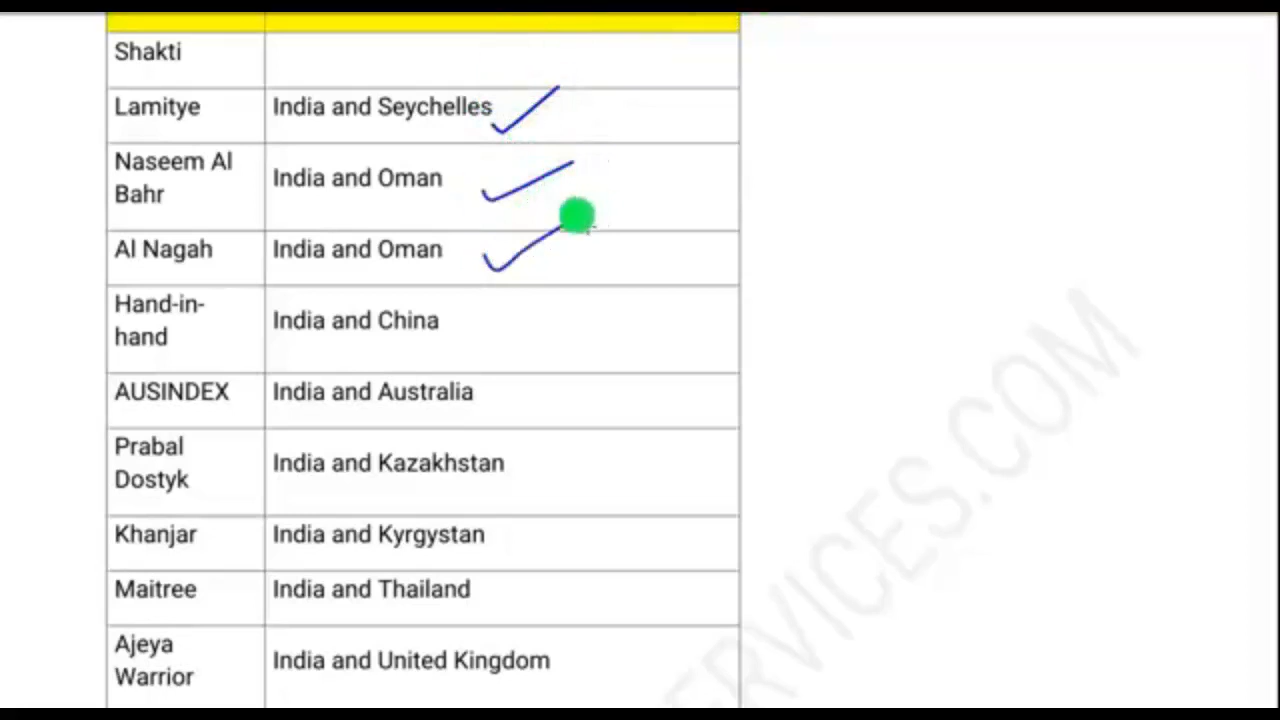 Shakti
Lamitye India and Seychelles
Naseem Al
Bahr
India and Oman
Al Nagah India and Oman
Hand-in-
hand
India and China
AUSINDEX India and Australia
Prabal
Dostyk
India and Kazakhstan
Khanjar India and Kyrgystan
Maitree India and Thailand
Ajeya
Warrior
India and United Kingdom
ERVICES.COM